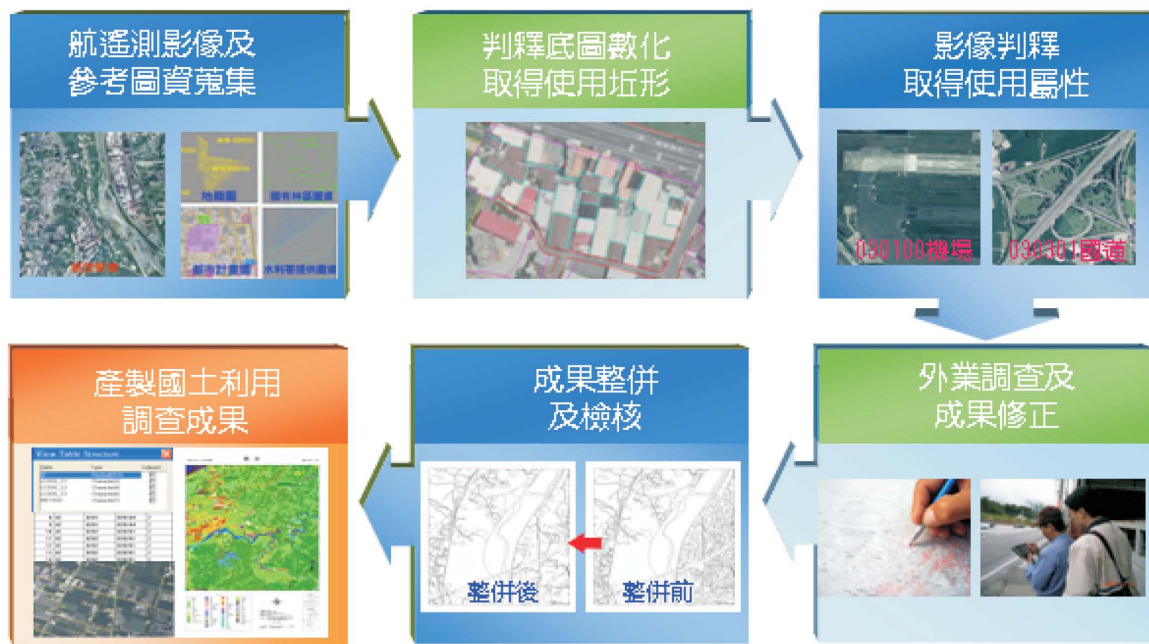 航遙測影像及
參考圖資蒐集
地籍圖
國有林區圖資
都市計畫圖
水利署提供圖資
判釋底圖數化
取得使用坵形
影像判釋
取得使用屬性
030100機場
030301國道
外業調查及
成果修正
成果整併
及檢核
整併後
整併前
產製國土利用
調查成果
View Table Structure